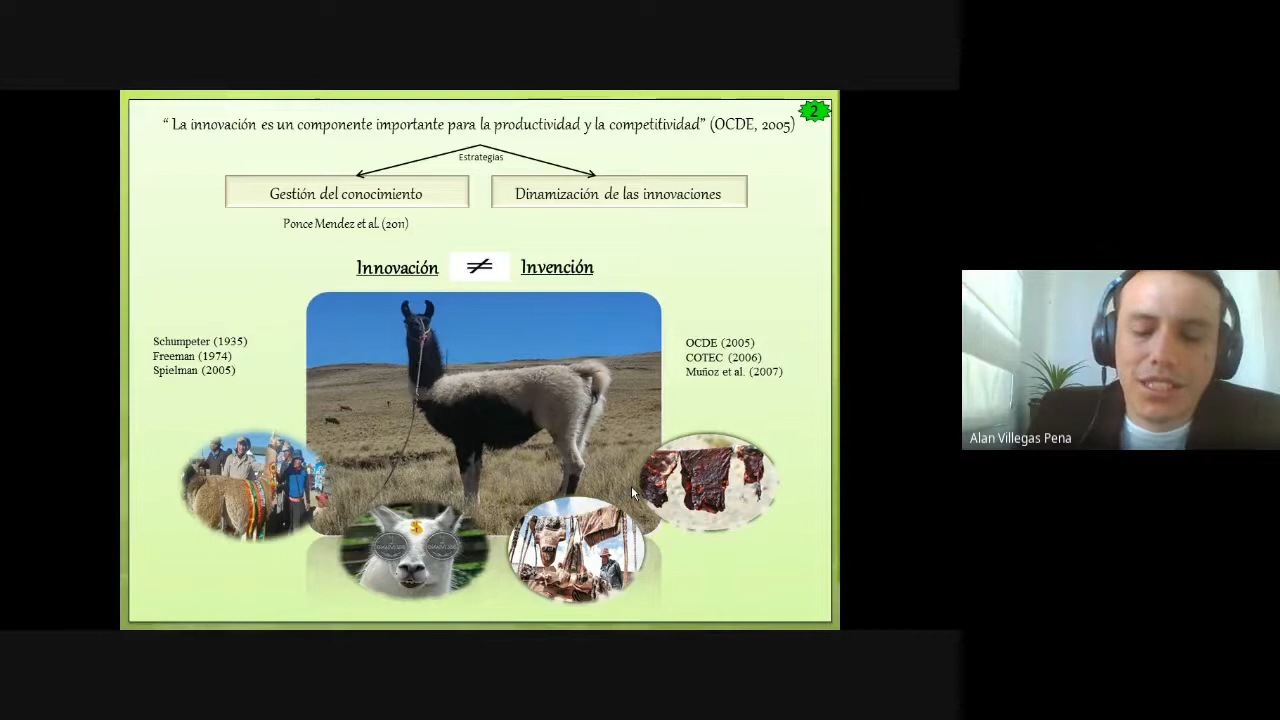 2
“ La innovación es un componente importante para la productividad y la competitividad” (OCDE, 2005)
Estrategias
Gestión del conocimiento
Dinamización de las innovaciones
Ponce Mendez et al. (2011)
Innovación ≠ Invención
Schumpeter (1935)
Freeman (1974)
Spielman (2005)
OCDE (2005)
COTEC (2006)
Muñoz et al. (2007)
Alan Villegas Pena